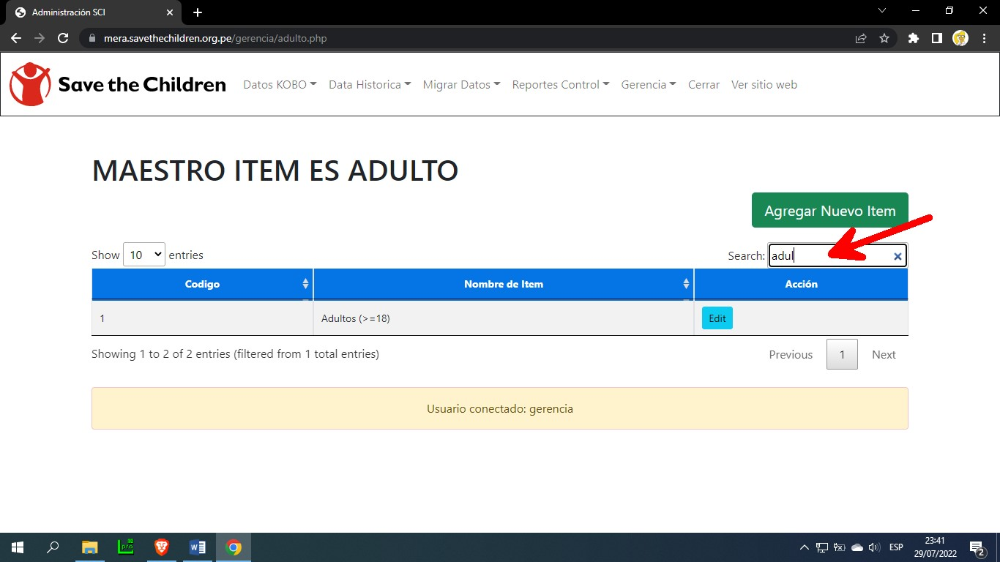 Administración SCI
mera.savethechildren.org.pe/gerencia/adulto.php
Save the Children Datos KOBO Data Historica Migrar Datos Reportes Control Gerencia Cerrar Ver sitio web
MAESTRO ITEM ES ADULTO
Agregar Nuevo Item
Show 10 entries Search: adul
Codigo Nombre de Item Acción
1 Adultos (>=18) Edit
Showing 1 to 2 of 2 entries (filtered from 1 total entries) Previous 1 Next
Usuario conectado: gerencia
ESP 23:41
29/07/2022 2